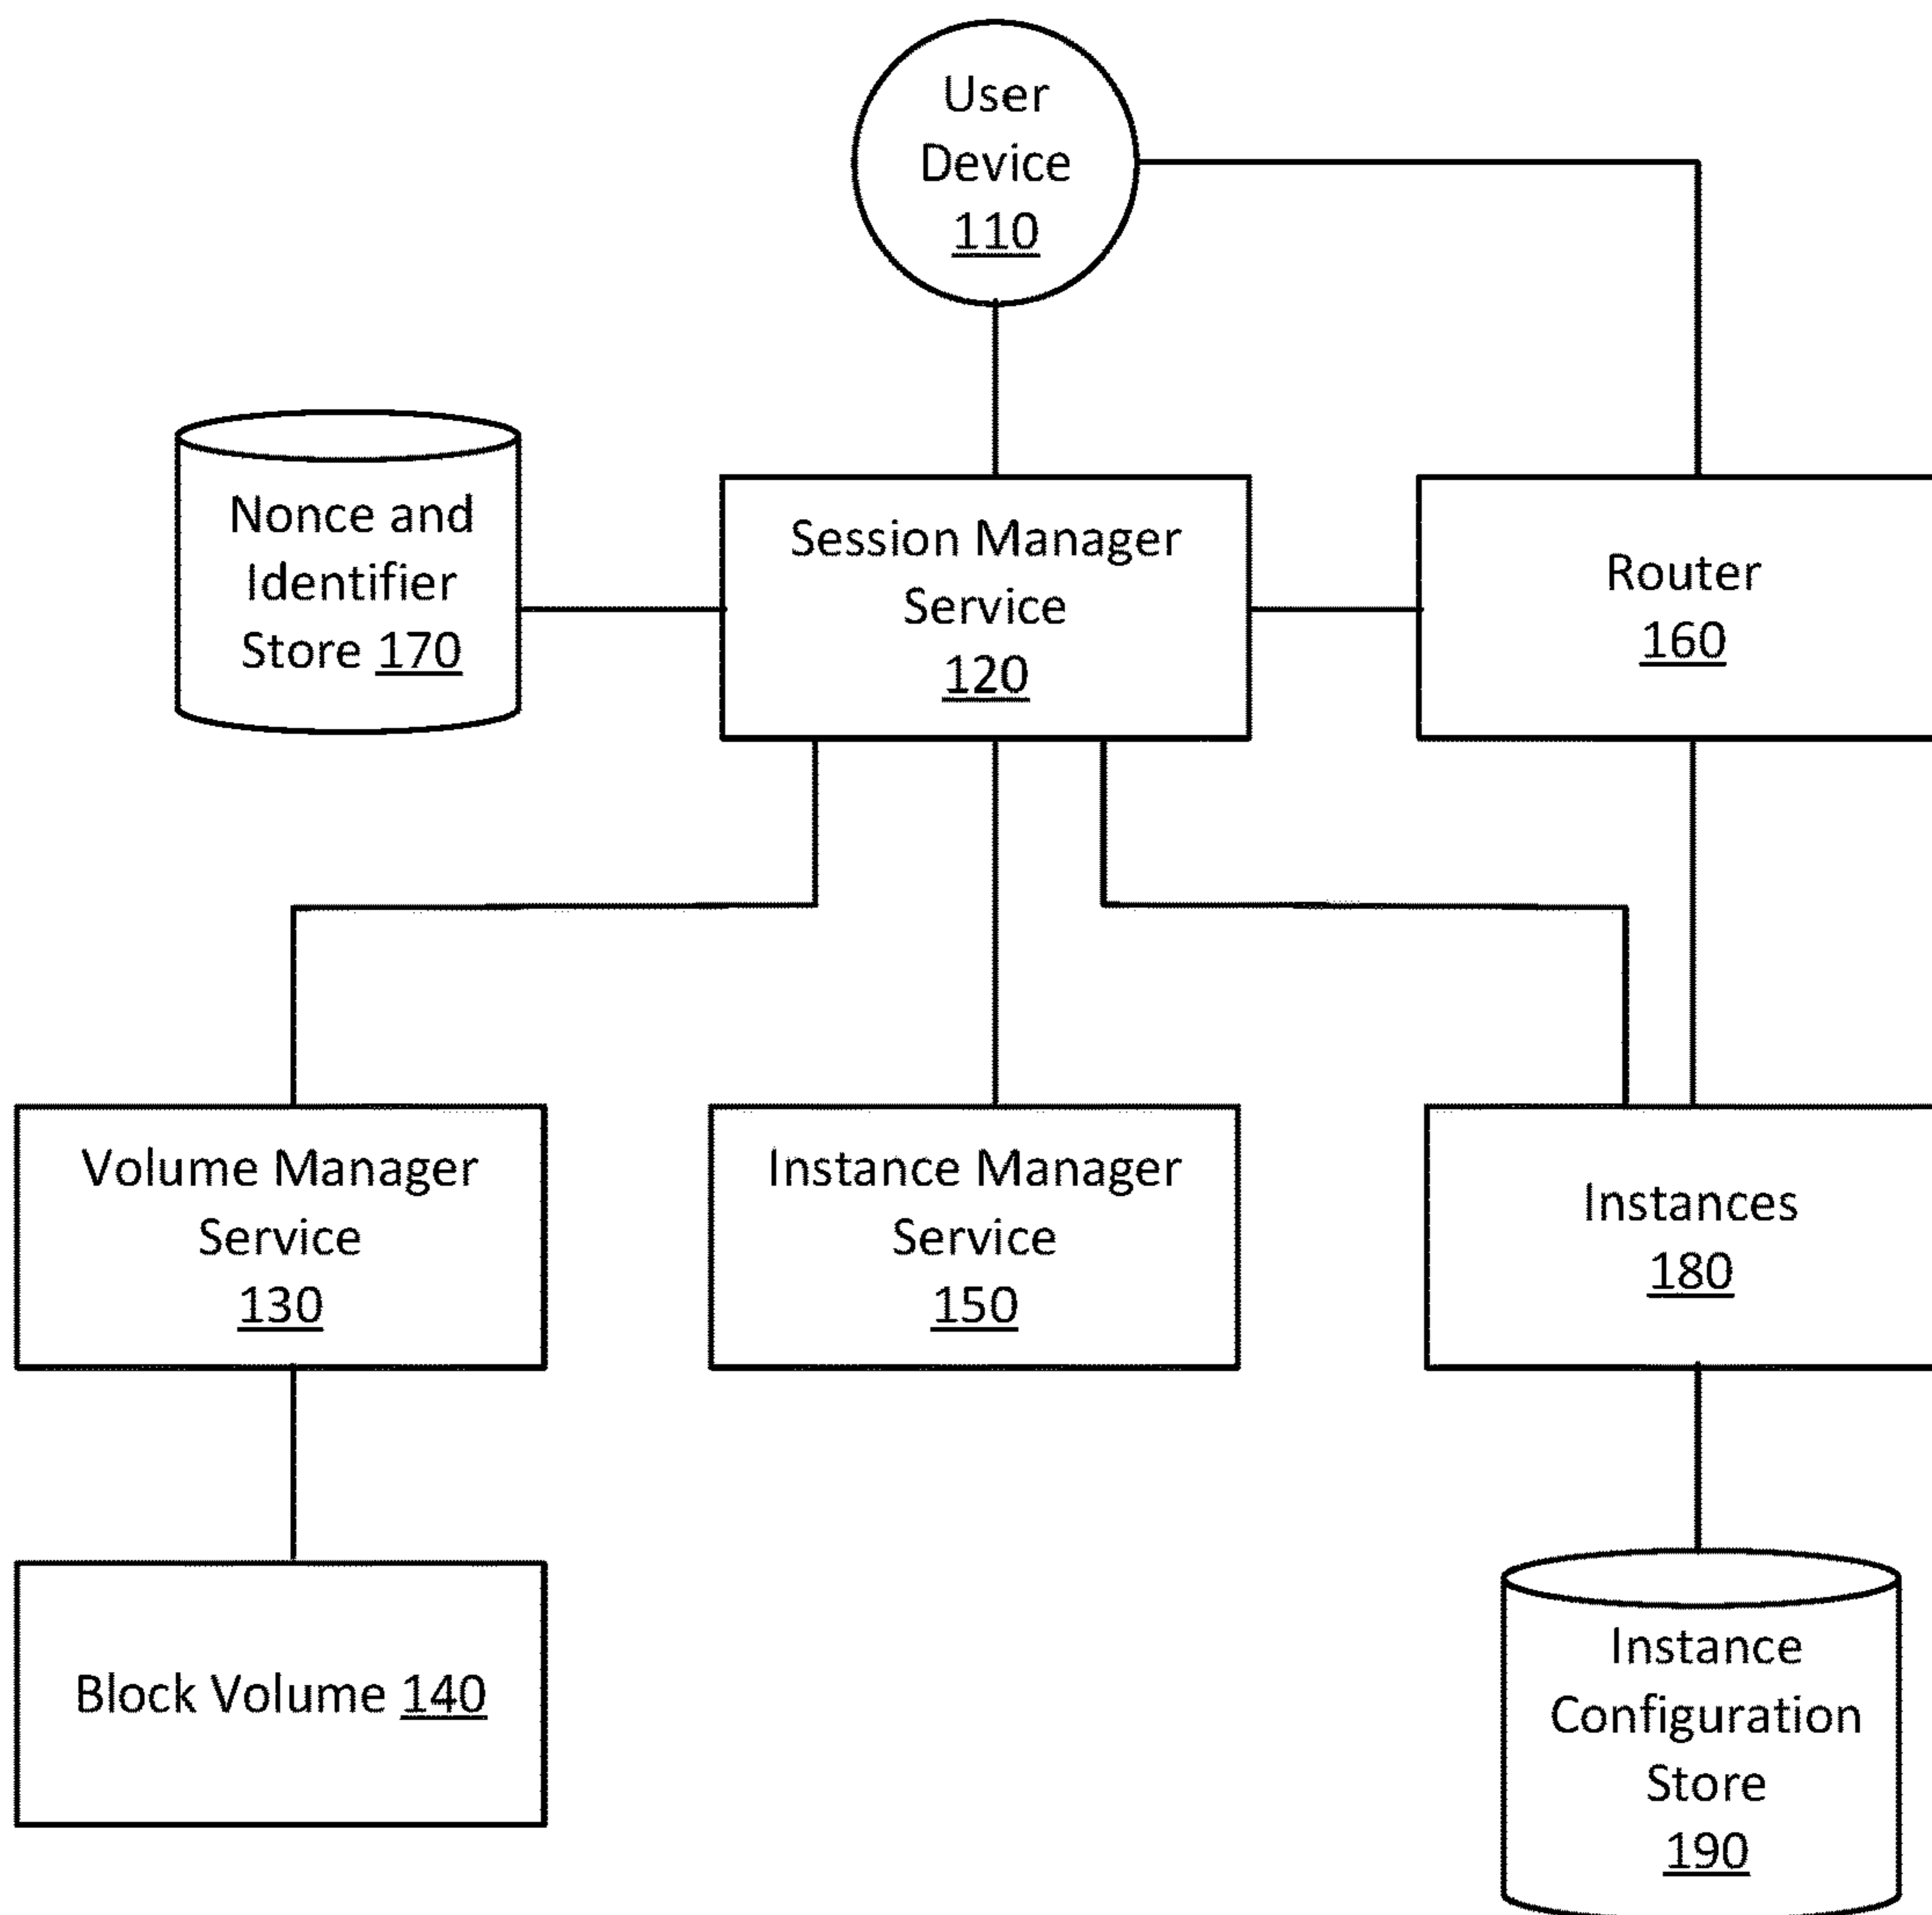 User
Device
110
Nonce and
Identifier
Store 170
Session Manager
Service
120
Router
160
Volume Manager
Service
130
Instance Manager
Service
150
Instances
180
Block Volume 140
Instance
Configuration
Store
190